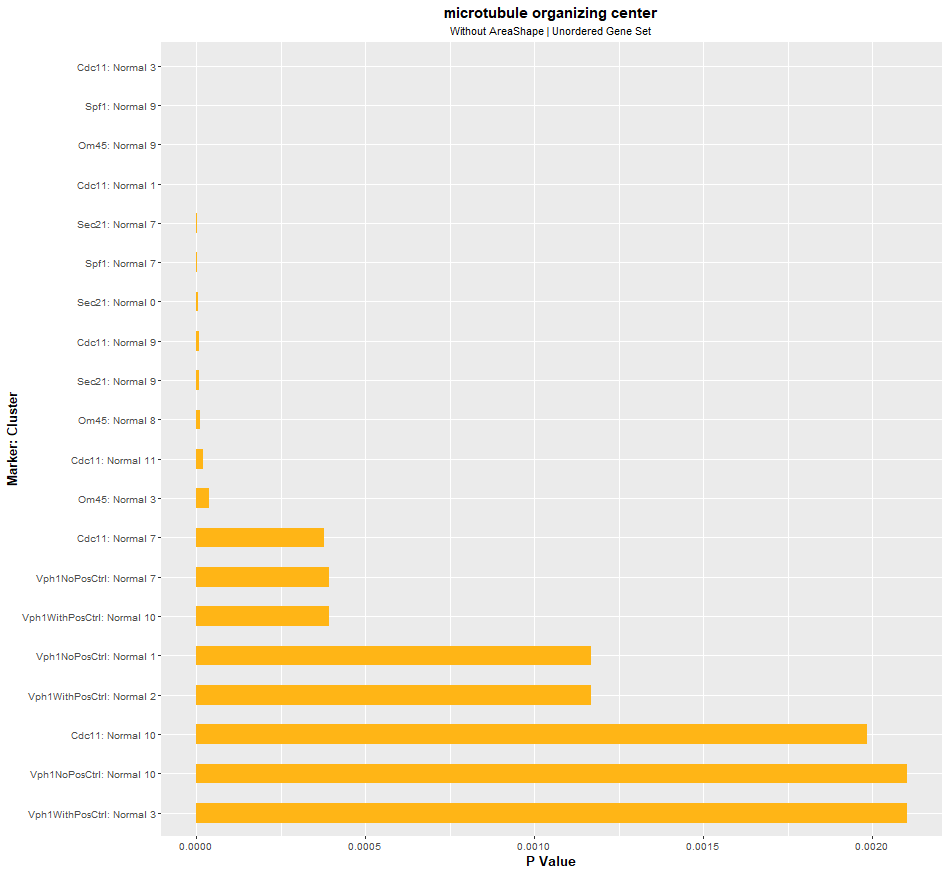 microtubule organizing center
Without AreaShape | Unordered Gene Set
Marker: Cluster
Cdc11: Normal 3
Spf1: Normal 9
Om45: Normal 9
Cdc11: Normal 1
Sec21: Normal 7
Spf1: Normal 7
Sec21: Normal 0
Cdc11: Normal 9
Sec21: Normal 9
Om45: Normal 8
Cdc11: Normal 11
Om45: Normal 3
Cdc11: Normal 7
Vph1NoPosCtrl: Normal 7
Vph1WithPosCtrl: Normal 10
Vph1NoPosCtrl: Normal 1
Vph1WithPosCtrl: Normal 2
Cdc11: Normal 10
Vph1NoPosCtrl: Normal 10
Vph1WithPosCtrl: Normal 3
0.0000 0.0005 0.0010 0.0015 0.0020
P Value